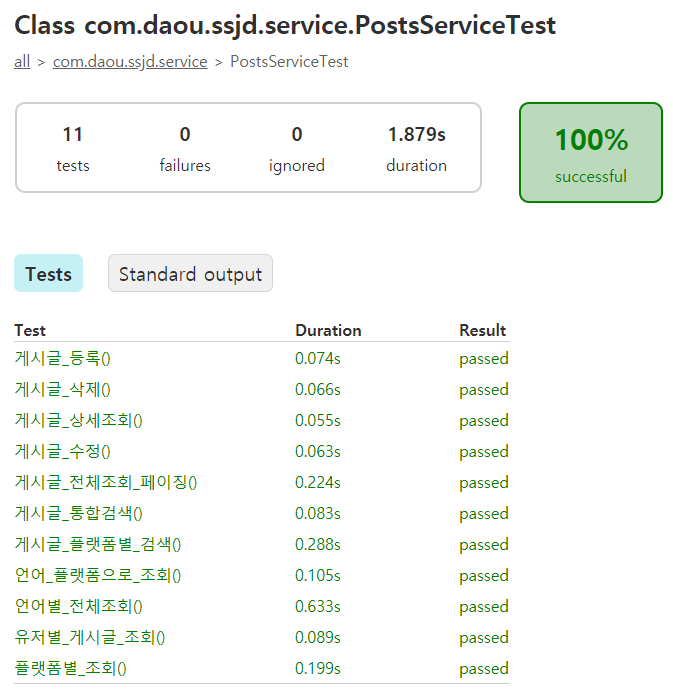 Class com.daou.ssjd.service.PostsServiceTest
all > com.daou.ssjd.service > PostsServiceTest
11 0 0 1.879s
tests failures ignored duration
100%
successful
Tests Standard output
Test Duration Result
게시글_등록() 0.074s passed
게시글_삭제() 0.066s passed
게시글_상세조회() 0.055s passed
게시글_수정() 0.063s passed
게시글_전체조회_페이징() 0.224s passed
게시글_통합검색() 0.083s passed
게시글_플랫폼별_검색() 0.288s passed
언어_플랫폼으로_조회() 0.105s passed
언어별_전체조회() 0.633s passed
유저별_게시글_조회() 0.089s passed
플랫폼별_조회() 0.199s passed